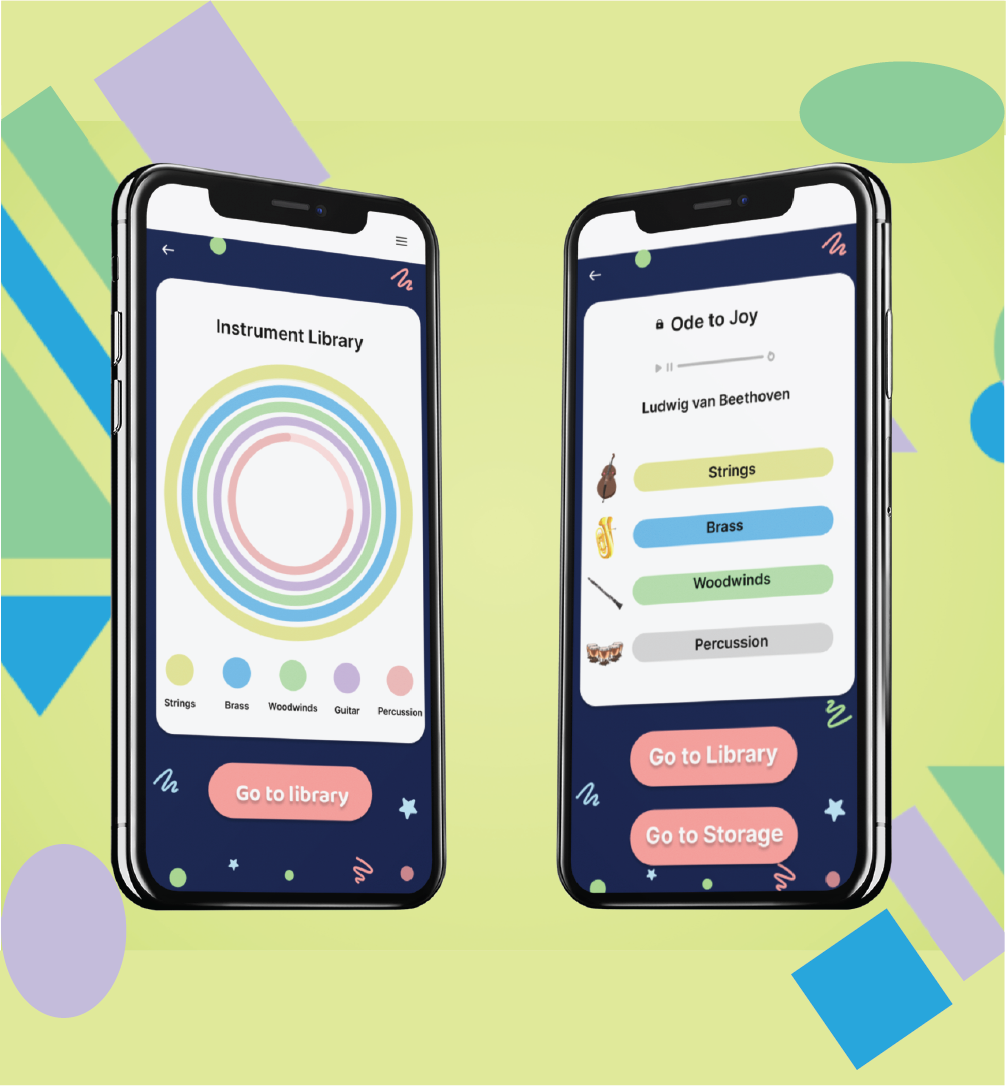 Instrument Library
Strings
Brass
Woodwinds
Guitar
Percussion
Go to library
Ode to Joy
Ludwig van Beethoven
Strings
Brass
Woodwinds
Percussion
Go to Library
Go to Storage